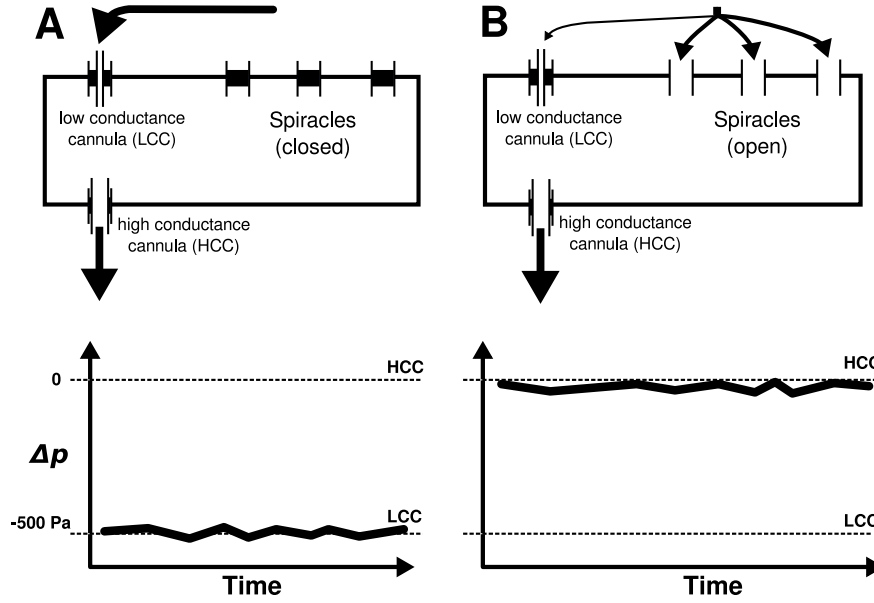 A
low conductance
cannula (LCC)
Spiracles
(closed)
high conductance
cannula (HCC)
HCC
0
Δp
-500 Pa
LCC
Time
B
low conductance
cannula (LCC)
Spiracles
(open)
high conductance
cannula (HCC)
HCC
LCC
Time